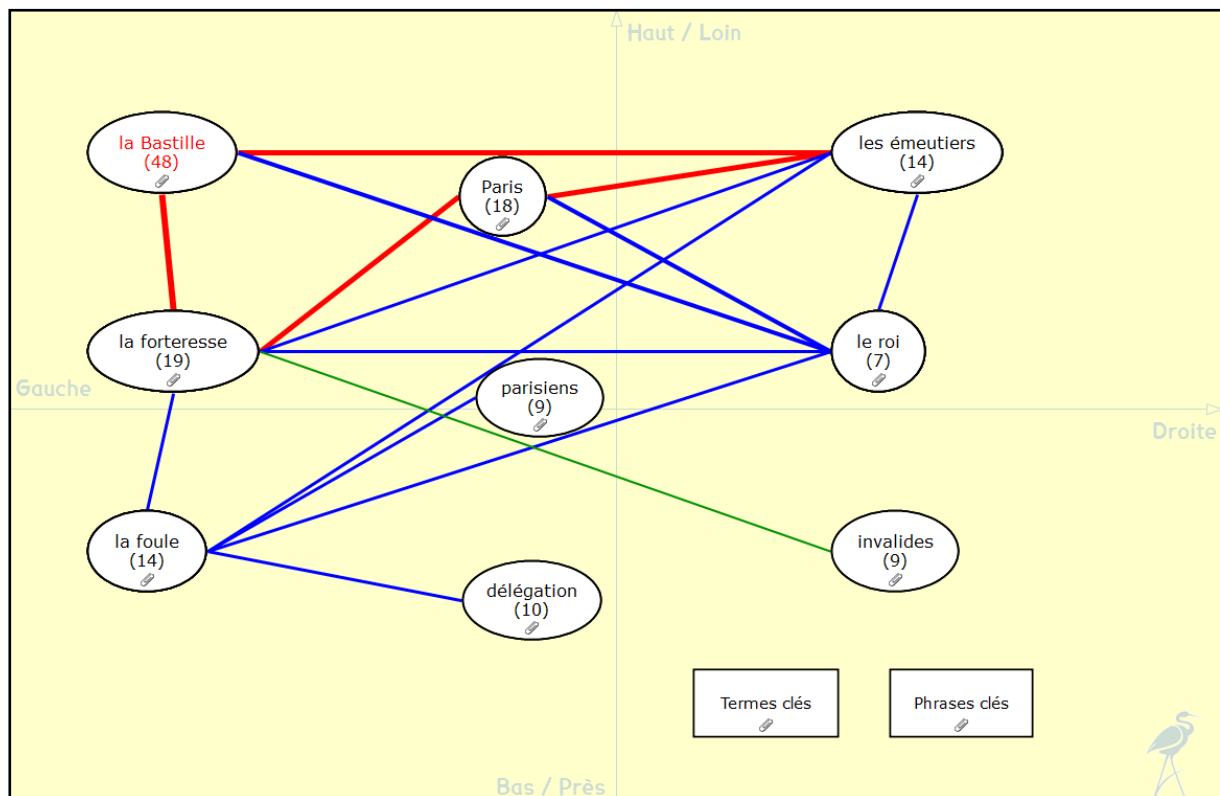 Haut / Loin
la Bastille
(48)
les émeutiers
(14)
Paris
(18)
la forteresse
(19)
le roi
(7)
Gauche
parisiens
(9)
Droite
la foule
(14)
invalides
(9)
délégation
(10)
Termes clés
Phrases clés
Bas / Près